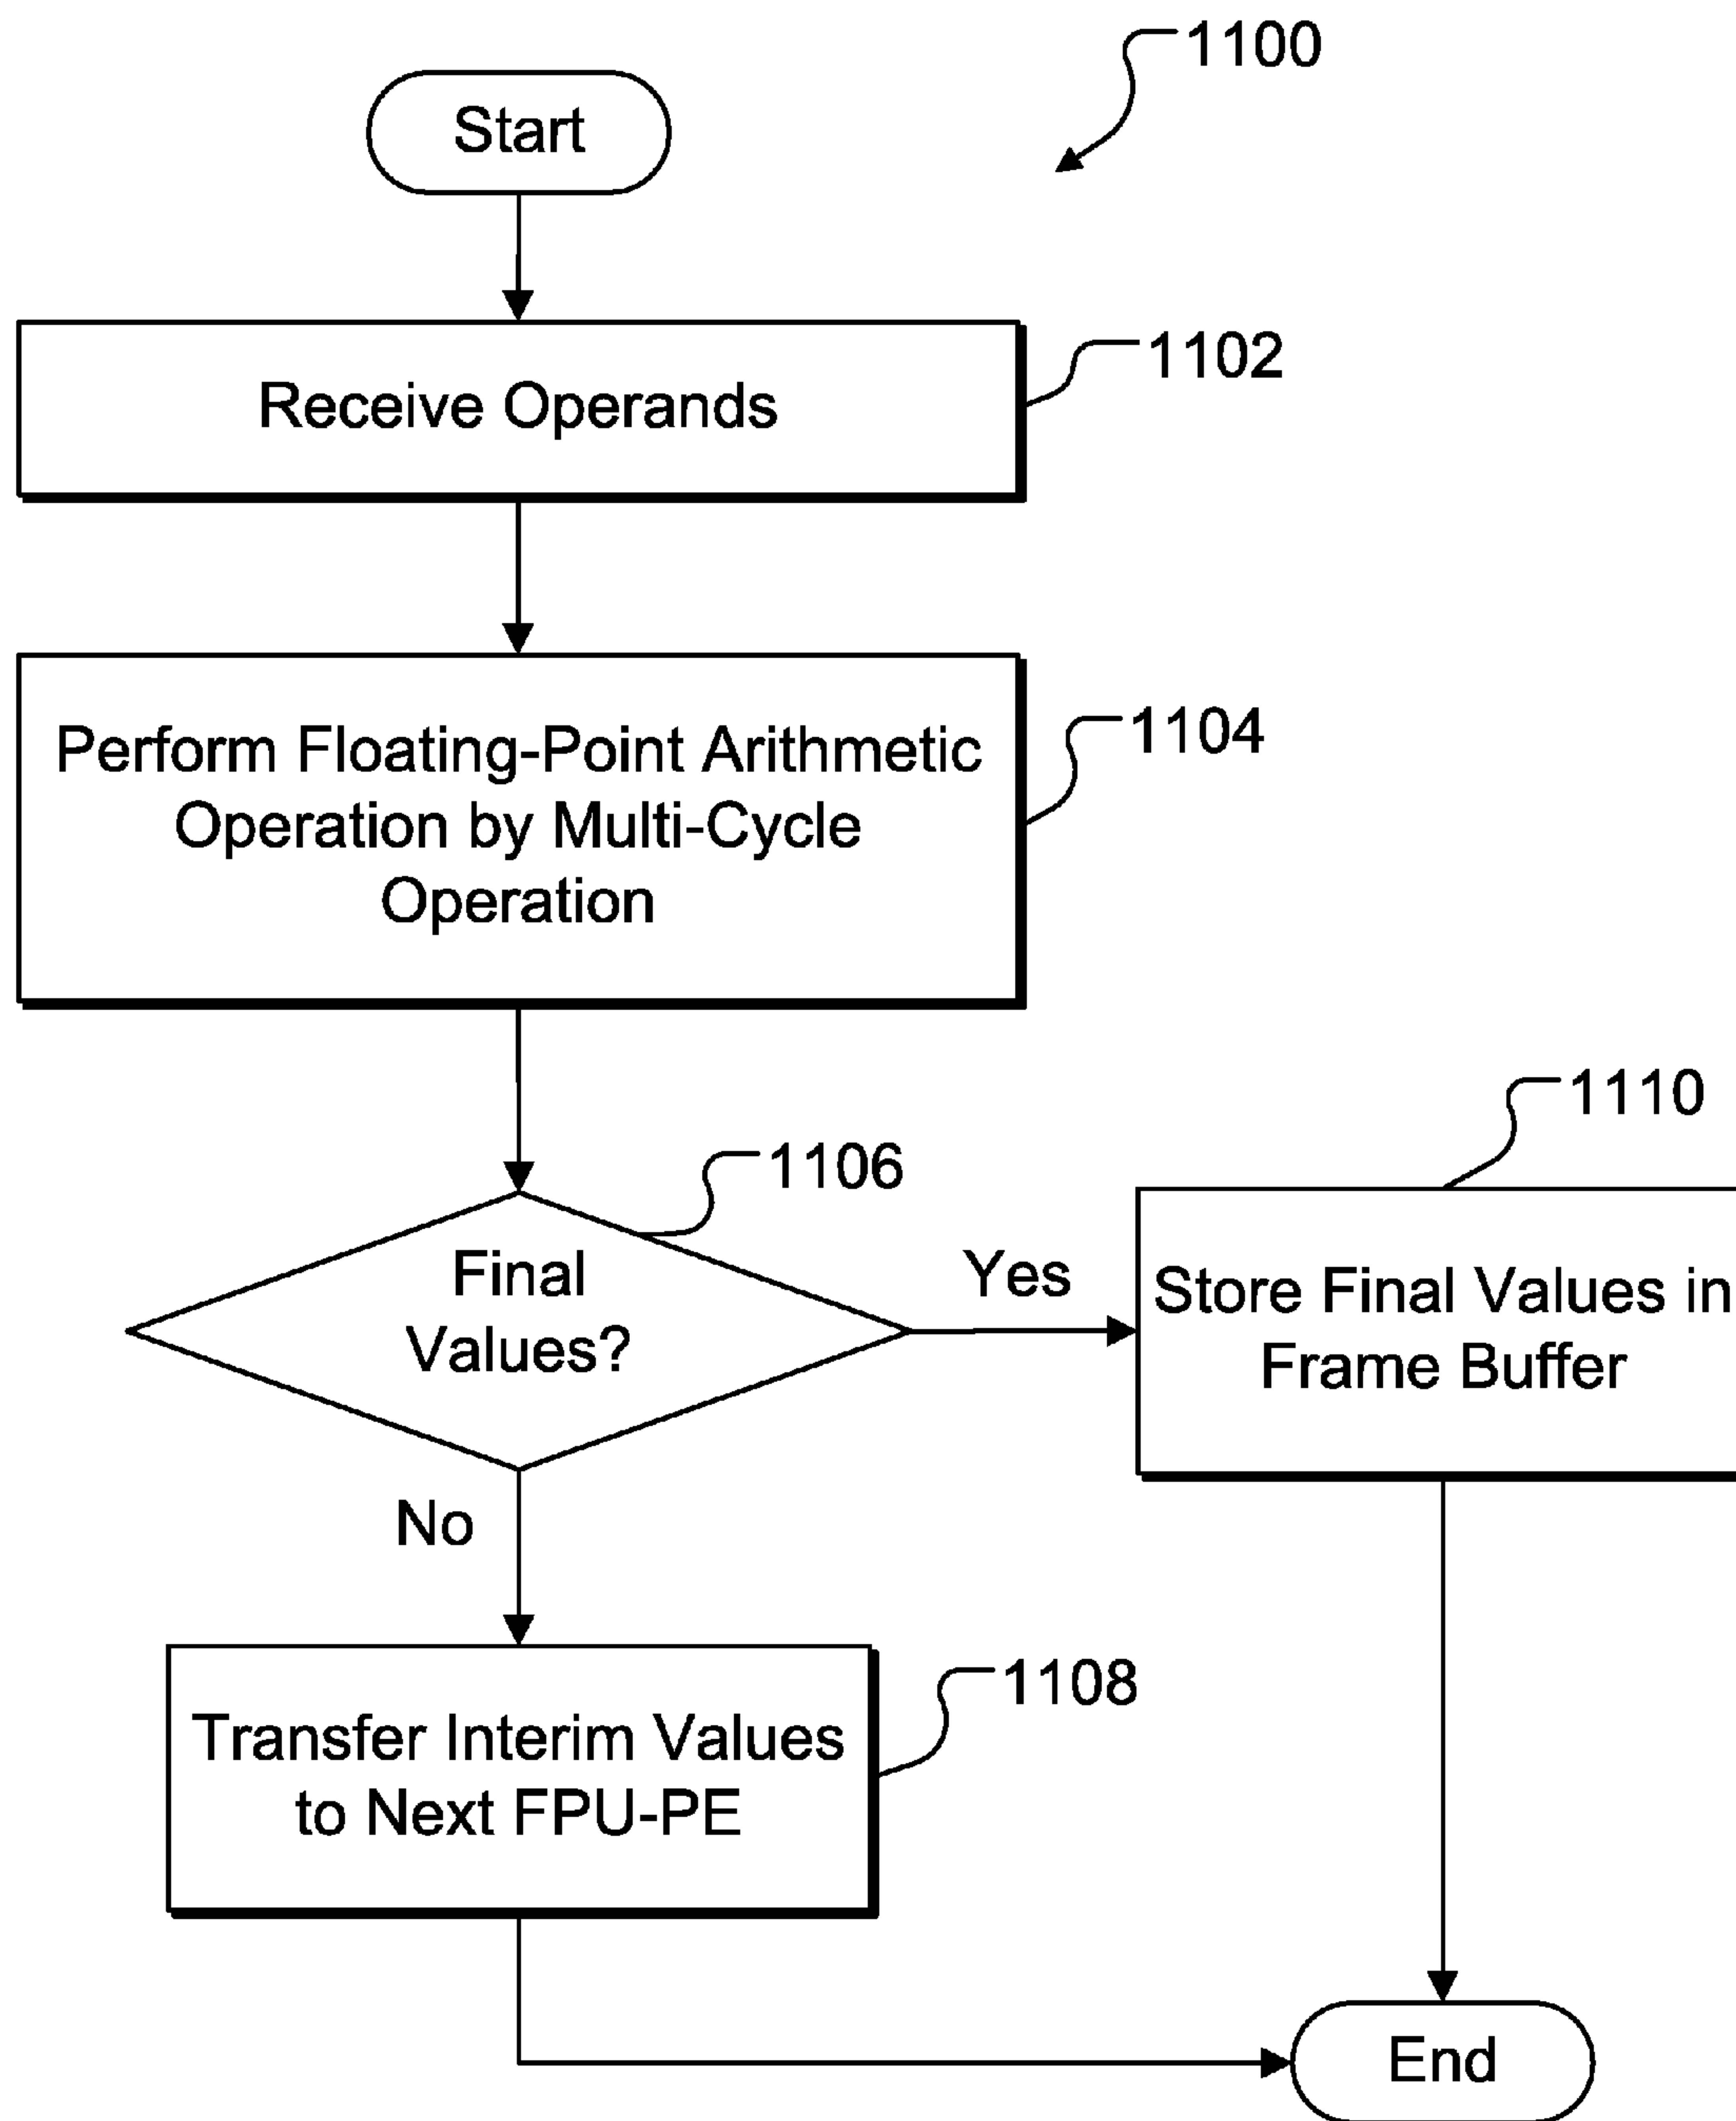 1100
Start
1102
Receive Operands
1104
Perform Floating-Point Arithmetic
Operation by Multi-Cycle
Operation
1106
Final
Values?
Yes
1110
Store Final Values in
Frame Buffer
No
1108
Transfer Interim Values
to Next FPU-PE
End